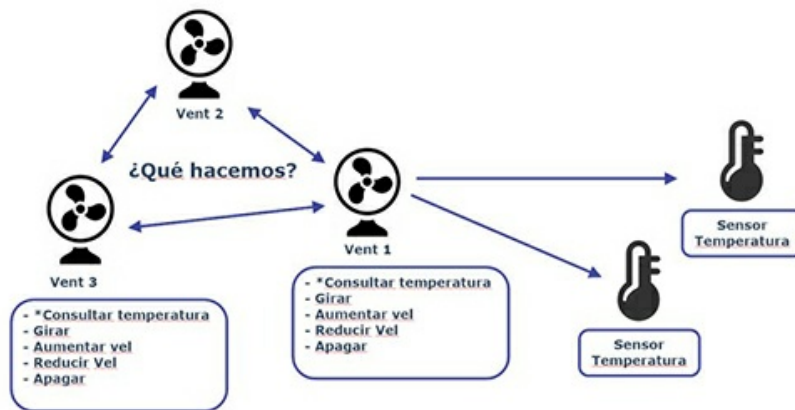 Vent 2
¿Qué hacemos?
Vent 3
- *Consultar temperatura
- Girar
- Aumentar vel
- Reducir Vel
- Apagar
Vent 1
- *Consultar temperatura
- Girar
- Aumentar vel
- Reducir Vel
- Apagar
Sensor
Temperatura
Sensor
Temperatura